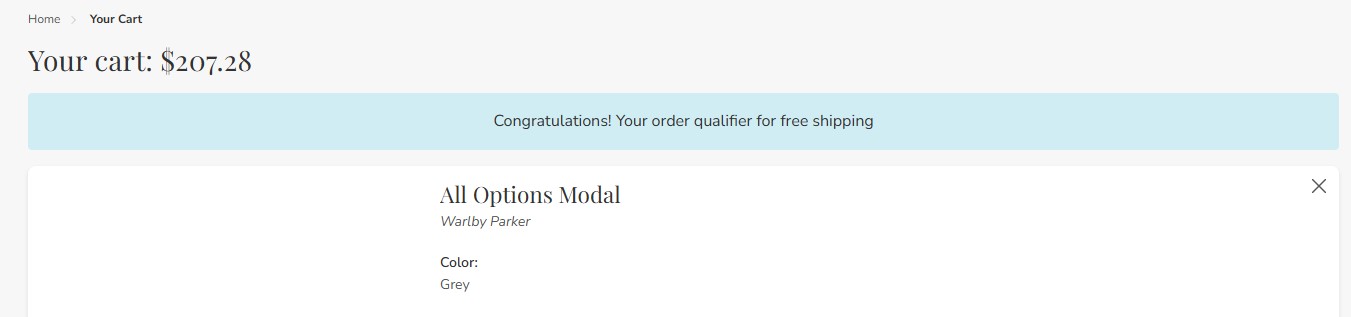 Home > Your Cart
Your cart: $207.28
Congratulations! Your order qualifier for free shipping
All Options Modal
Warlby Parker
Color:
Grey